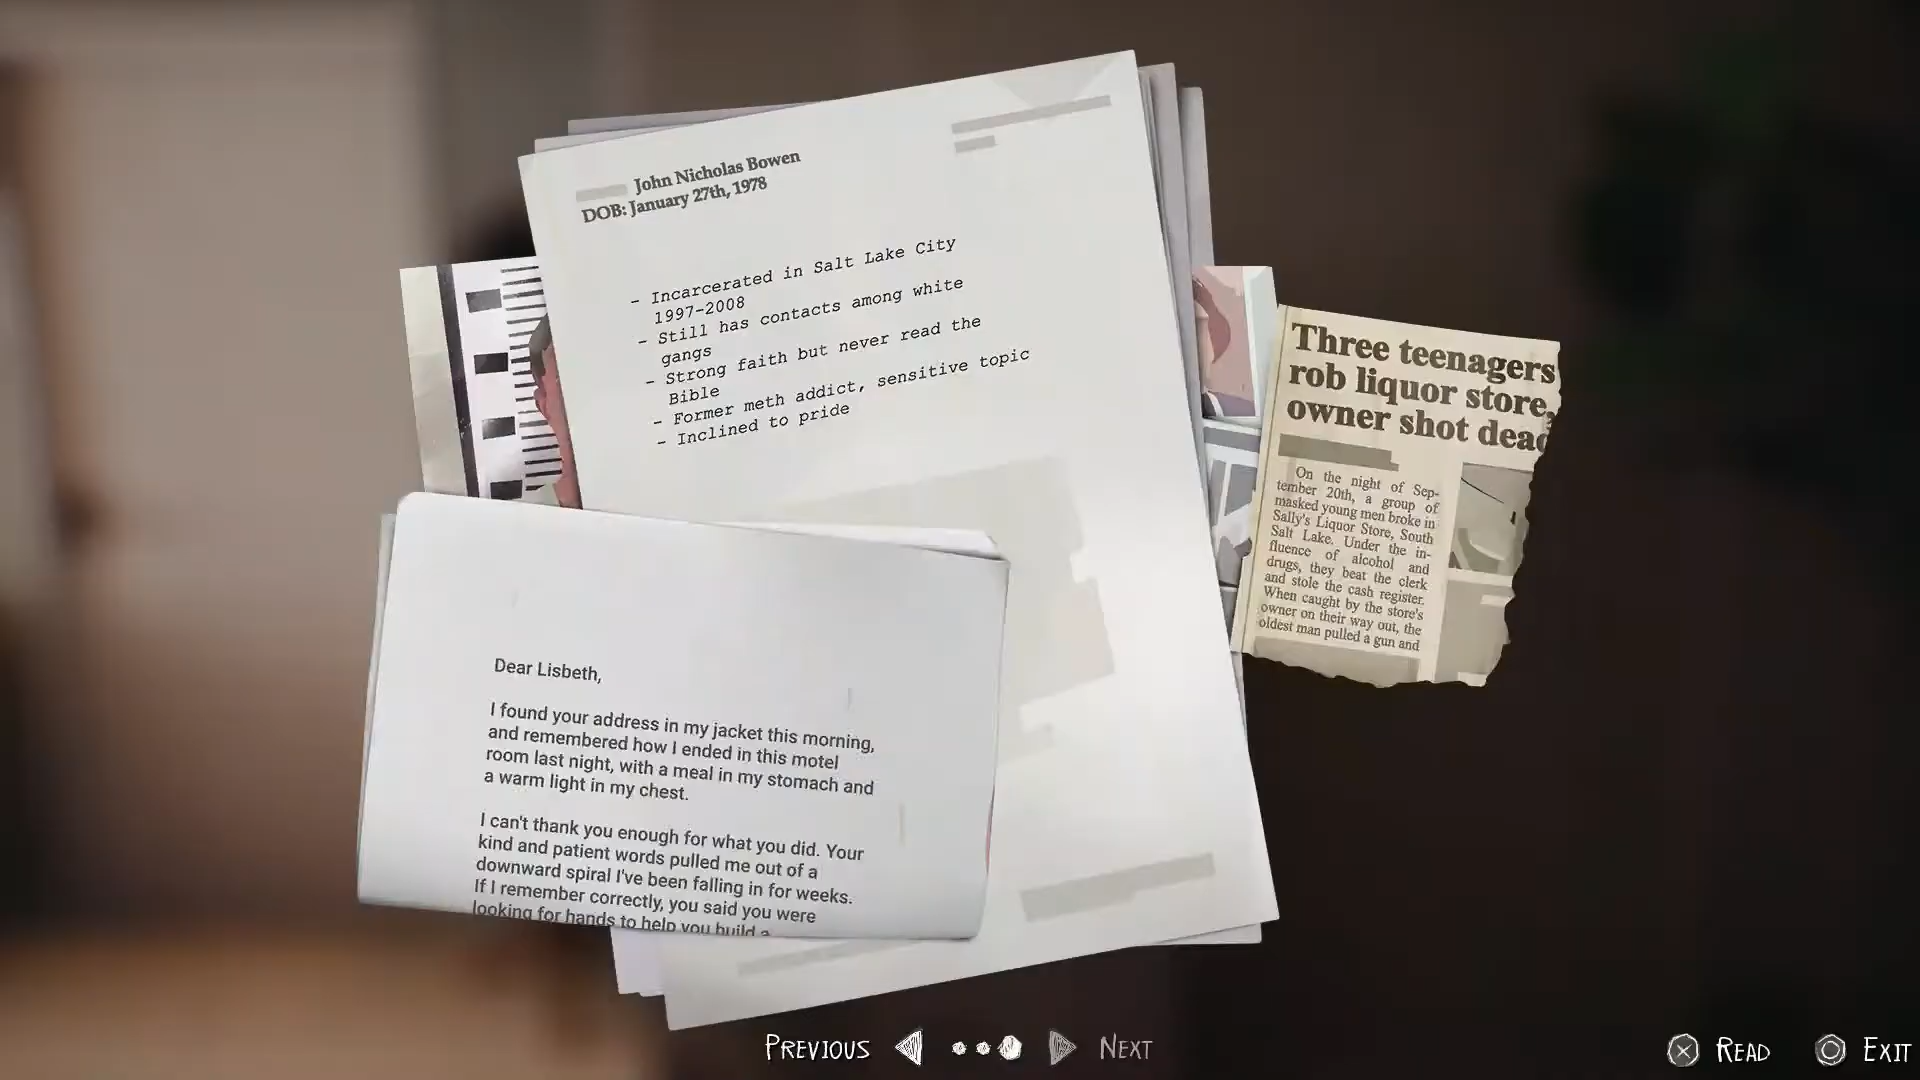 John Nicholas Bowen
DOB: January 27th, 1978
- Incarcerated in Salt Lake City
1997-2008
- Still has contacts among white
gangs
- Strong faith but never read the
Bible
- Former meth addict, sensitive topic
- Inclined to pride
Three teenagers
rob liquor store,
owner shot dead
On the night of Sep-
tember 20th, a group of
masked young men broke in
Sally's Liquor Store, South
Salt Lake. Under the in-
fluence of alcohol and
drugs, they beat the clerk
and stole the cash register.
When caught by the store's
owner on their way out, the
oldest man pulled a gun and
Dear Lisbeth,
I found your address in my jacket this morning,
and remembered how I ended in this motel
room last night, with a meal in my stomach and
a warm light in my chest.
I can't thank you enough for what you did. Your
kind and patient words pulled me out of a
downward spiral I've been falling in for weeks.
If I remember correctly, you said you were
looking for hands to help you build a
PREVIOUS NEXT
READ EXIT